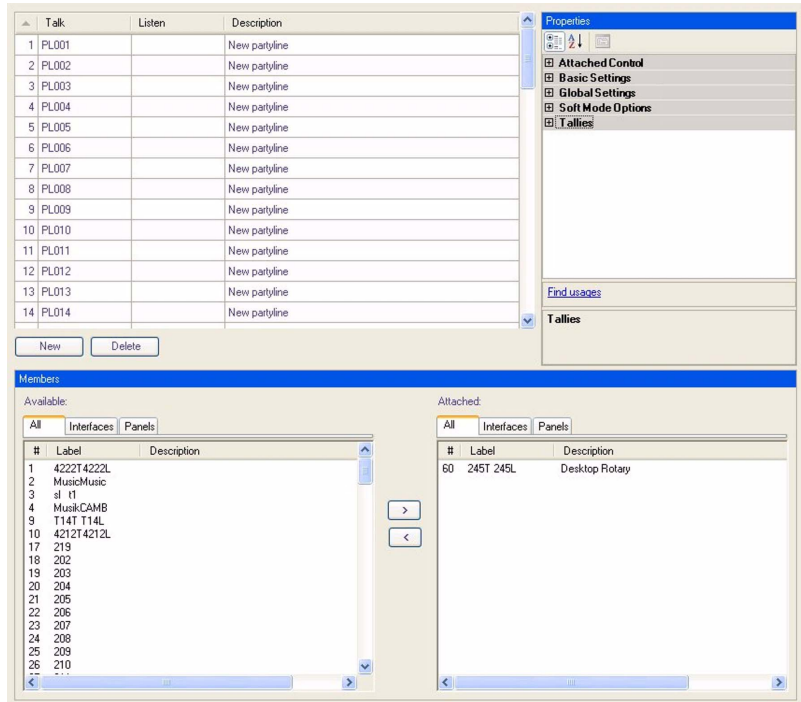 Talk Listen Description
1 PL001 New partyline
2 PL002 New partyline
3 PL003 New partyline
4 PL004 New partyline
5 PL005 New partyline
6 PL006 New partyline
7 PL007 New partyline
8 PL008 New partyline
9 PL009 New partyline
10 PL010 New partyline
11 PL011 New partyline
12 PL012 New partyline
13 PL013 New partyline
14 PL014 New partyline
New Delete
Properties
Attached Control
Basic Settings
Global Settings
Soft Mode Options
Tallies
Find usages
Tallies
Members
Available:
All Interfaces Panels
# Label Description
1 4222T4222L
2 MusicMusic
3 sl t1
4 MusikCAMB
9 T14T T14L
10 4212T4212L
17 219
18 202
19 203
20 204
21 205
22 206
23 207
24 208
25 209
26 210
>
<
Attached:
All Interfaces Panels
# Label Description
60 245T 245L Desktop Rotary